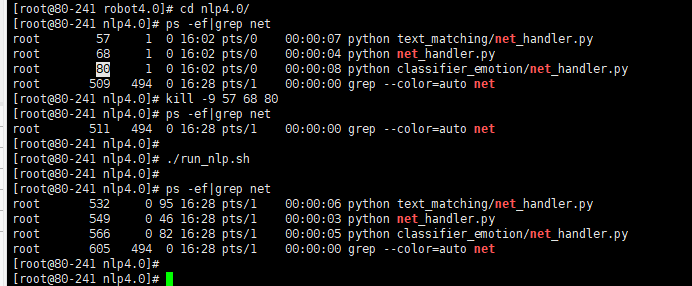 [root@80-241 robot4.0]# cd nlp4.0/
[root@80-241 nlp4.0]# ps -ef|grep net
root 57 1 0 16:02 pts/0 00:00:07 python text_matching/net_handler.py
root 68 1 0 16:02 pts/0 00:00:04 python net_handler.py
root 80 1 0 16:02 pts/0 00:00:08 python classifier_emotion/net_handler.py
root 509 494 0 16:28 pts/1 00:00:00 grep --color=auto net
[root@80-241 nlp4.0]# kill -9 57 68 80
[root@80-241 nlp4.0]# ps -ef|grep net
root 511 494 0 16:28 pts/1 00:00:00 grep --color=auto net
[root@80-241 nlp4.0]#
[root@80-241 nlp4.0]# ./run_nlp.sh
[root@80-241 nlp4.0]#
[root@80-241 nlp4.0]# ps -ef|grep net
root 532 0 95 16:28 pts/1 00:00:06 python text_matching/net_handler.py
root 549 0 46 16:28 pts/1 00:00:03 python net_handler.py
root 566 0 82 16:28 pts/1 00:00:05 python classifier_emotion/net_handler.py
root 605 494 0 16:28 pts/1 00:00:00 grep --color=auto net
[root@80-241 nlp4.0]#
[root@80-241 nlp4.0]#